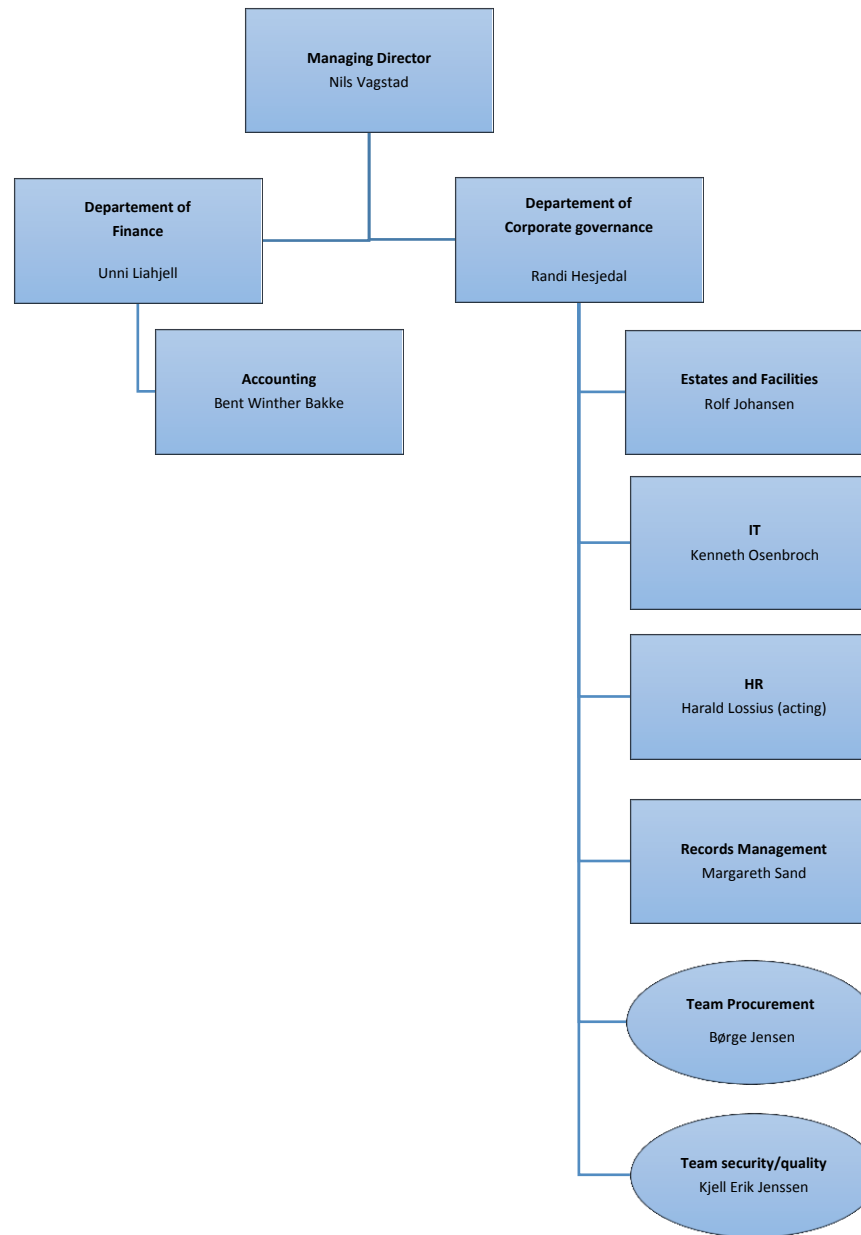 Managing Director
Nils Vagstad
Departement of
Finance
Unni Liahjell
Departement of
Corporate governance
Randi Hesjedal
Accounting
Bent Winther Bakke
Estates and Facilities
Rolf Johansen
IT
Kenneth Osenbroch
HR
Harald Lossius (acting)
Records Management
Margareth Sand
Team Procurement
Børge Jensen
Team security/quality
Kjell Erik Jenssen